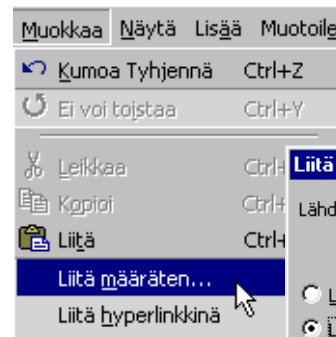 Muokkaa Näytä Lisää Muotoile
Kumoa Tyhjennä Ctrl+Z
Ei voi toistaa Ctrl+Y
Leikkaa
Kopioi
Liitä
Liitä määräten...
Liitä hyperlinkkinä
Liitä